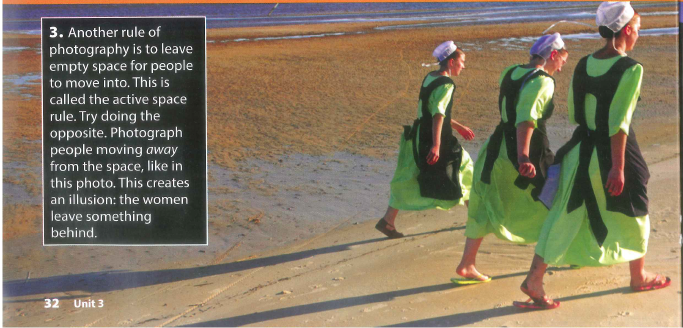 3. Another rule of
photography is to leave
empty space for people
to move into. This is
called the active space
rule. Try doing the
opposite. Photograph
people moving away
from the space, like in
this photo. This creates
an illusion: the women
leave something
behind.
32 Unit 3